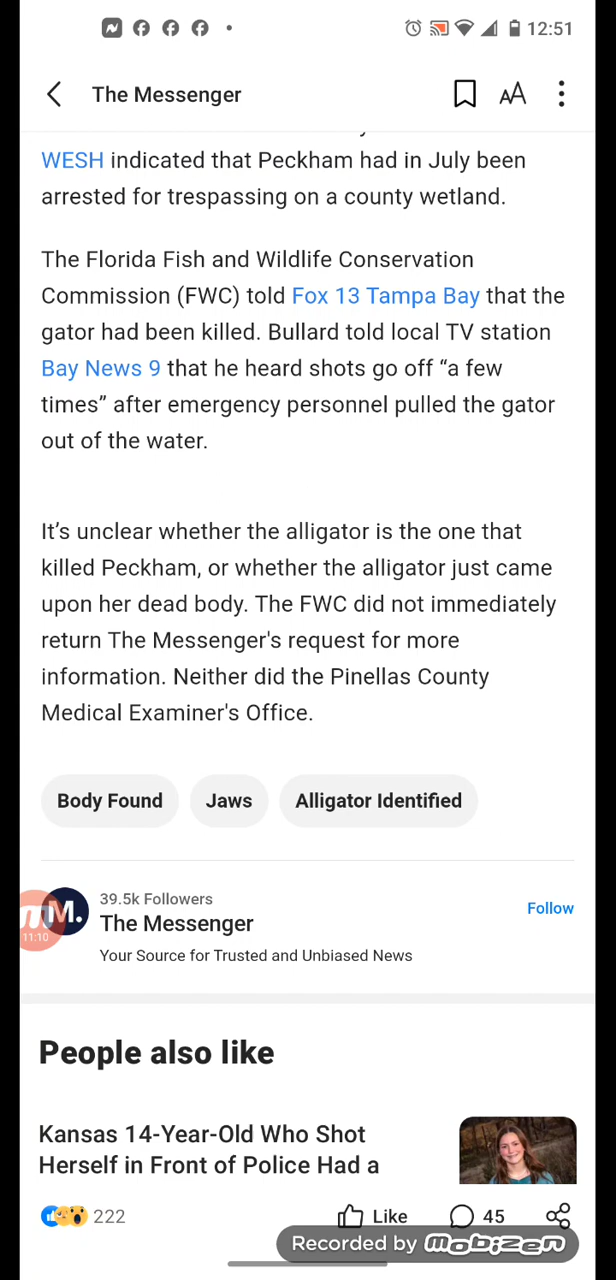 12:51
The Messenger
AA
WESH indicated that Peckham had in July been
arrested for trespassing on a county wetland.
The Florida Fish and Wildlife Conservation
Commission (FWC) told Fox 13 Tampa Bay that the
gator had been killed. Bullard told local TV station
Bay News 9 that he heard shots go off “a few
times” after emergency personnel pulled the gator
out of the water.
It’s unclear whether the alligator is the one that
killed Peckham, or whether the alligator just came
upon her dead body. The FWC did not immediately
return The Messenger's request for more
information. Neither did the Pinellas County
Medical Examiner's Office.
Body Found Jaws Alligator Identified
39.5k Followers
M. The Messenger Follow
11:10
Your Source for Trusted and Unbiased News
People also like
Kansas 14-Year-Old Who Shot
Herself in Front of Police Had a
222 Like 45
Recorded by mobizen